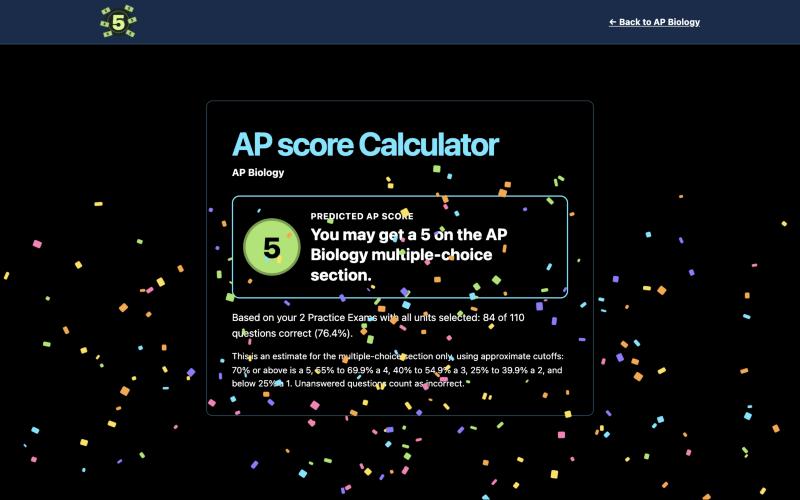 5
← Back to AP Biology
AP score Calculator
AP Biology
PREDICTED AP SCORE
5
You may get a 5 on the AP
Biology multiple-choice
section.
Based on your 2 Practice Exams with all units selected: 84 of 110
questions correct (76.4%).
This is an estimate for the multiple-choice section only, using approximate cutoffs:
70% or above is a 5, 55% to 69.9% a 4, 40% to 54.9% a 3, 25% to 39.9% a 2, and
below 25% a 1. Unanswered questions count as incorrect.